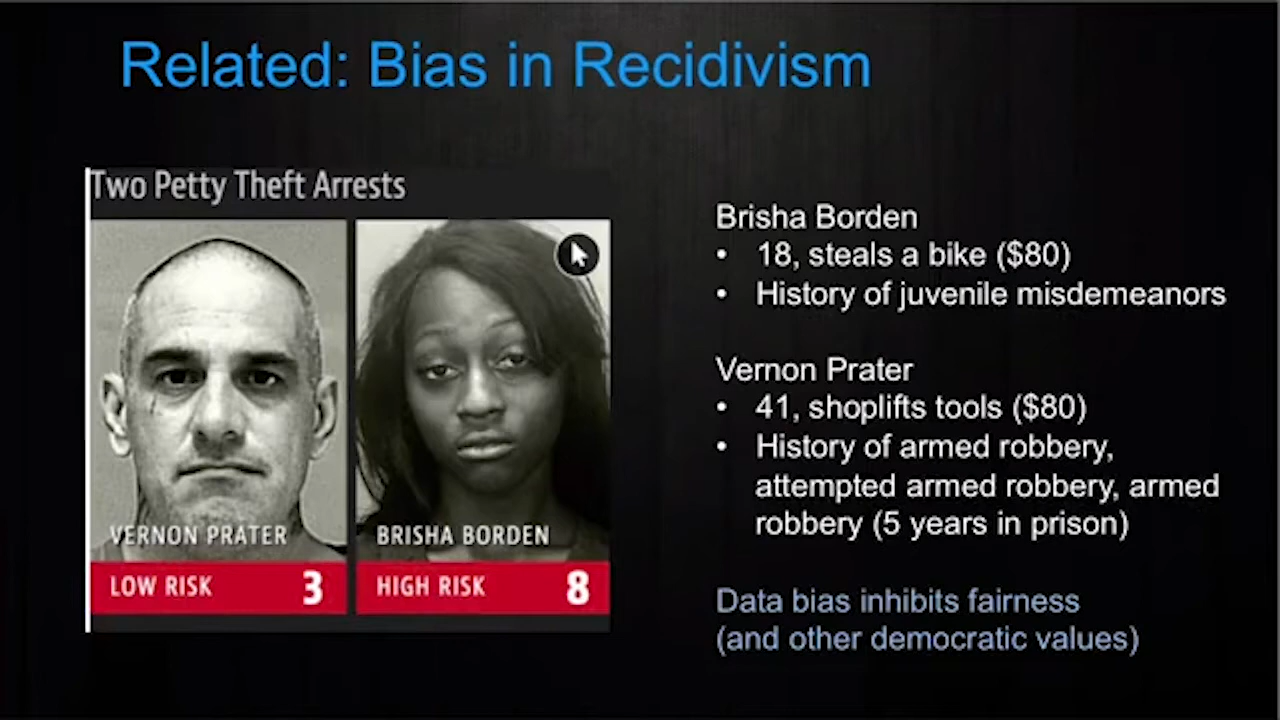 Related: Bias in Recidivism
Two Petty Theft Arrests
VERNON PRATER
LOW RISK 3
BRISHA BORDEN
HIGH RISK 8
Brisha Borden
• 18, steals a bike ($80)
• History of juvenile misdemeanors
Vernon Prater
• 41, shoplifts tools ($80)
• History of armed robbery,
attempted armed robbery, armed
robbery (5 years in prison)
Data bias inhibits fairness
(and other democratic values)